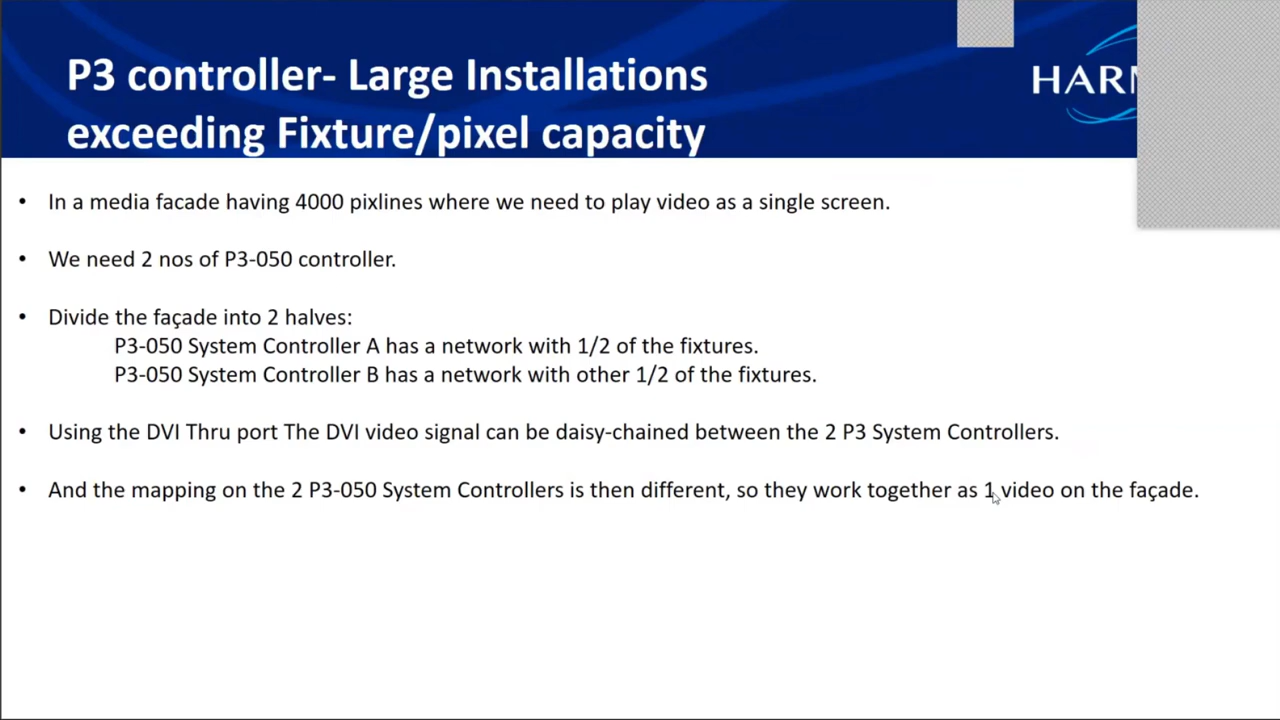 P3 controller- Large Installations
exceeding Fixture/pixel capacity
• In a media facade having 4000 pixlines where we need to play video as a single screen.
• We need 2 nos of P3-050 controller.
• Divide the façade into 2 halves:
P3-050 System Controller A has a network with 1/2 of the fixtures.
P3-050 System Controller B has a network with other 1/2 of the fixtures.
• Using the DVI Thru port The DVI video signal can be daisy-chained between the 2 P3 System Controllers.
• And the mapping on the 2 P3-050 System Controllers is then different, so they work together as 1 video on the façade.